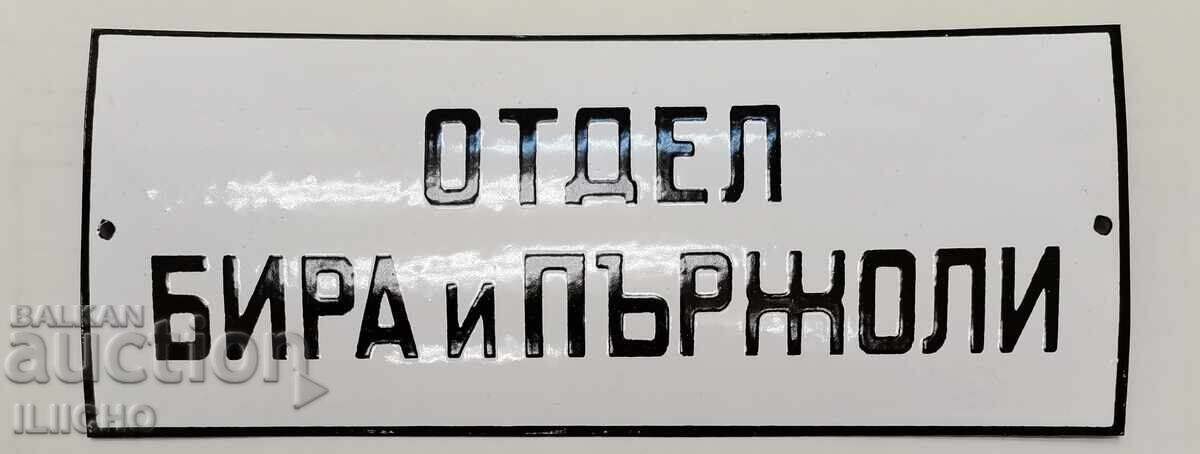 ОТДЕЛ
БИРА и ПЪРЖОЛИ
BALKAN
auction
ILIICHO